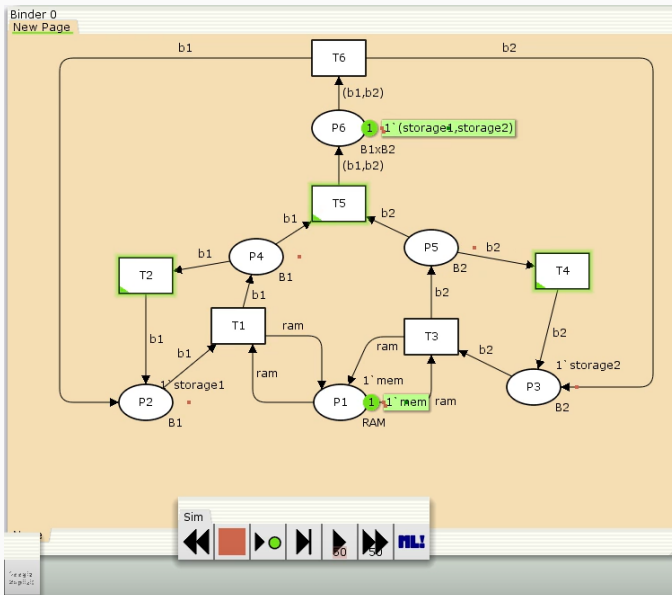 Binder 0
New Page
b1
T6
b2
(b1,b2)
P6
1
1`(storage1,storage2)
B1xB2
(b1,b2)
T5
b1
b2
P4
B1
P5
B2
b1
T2
b2
T4
b1
T1
ram
b2
ram
T3
b1
b1
b2
b2
1`storage1
ram
1`mem
1`storage2
P2
B1
P1
1
1`mem
ram
RAM
P3
B2
Sim
50
50
ML!